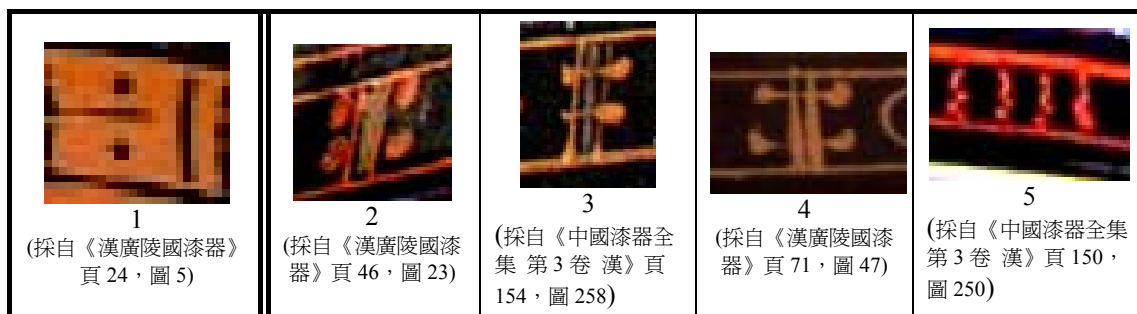 1
(採自《漢廣陵國漆器》
頁 24,圖 5)
2
(採自《漢廣陵國漆
器》頁 46,圖 23)
3
(採自《中國漆器全
集 第 3 卷 漢》頁
154,圖 258)
4
(採自《漢廣陵國漆
器》頁 71,圖 47)
5
(採自《中國漆器全集
第 3 卷 漢》頁 150,
圖 250)